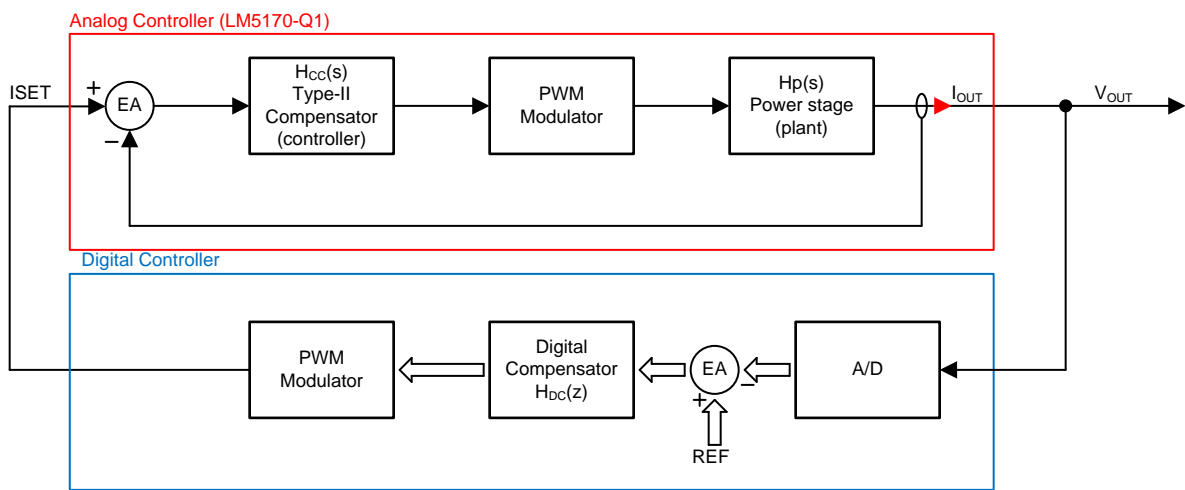 Analog Controller (LM5170-Q1)
ISET
+
EA
−
HCC(s)
Type-II
Compensator
(controller)
PWM
Modulator
Hp(s)
Power stage
(plant)
IOUT
VOUT
Digital Controller
PWM
Modulator
Digital
Compensator
HDC(z)
EA
−
+
REF
A/D